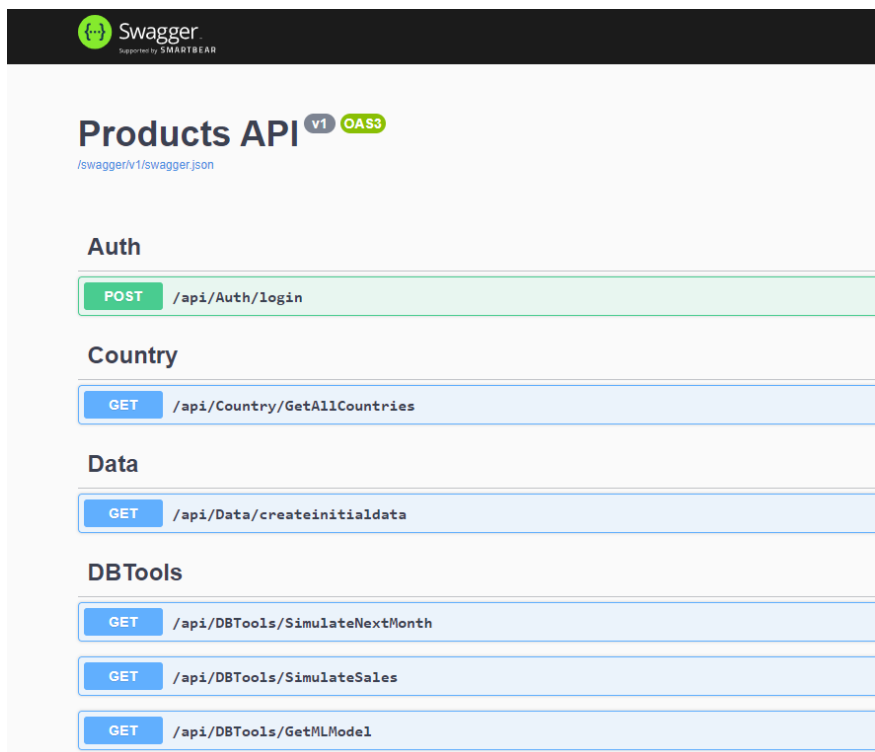 {···} Swagger.
Supported by SMARTBEAR
Products API v1 OAS3
/swagger/v1/swagger.json
Auth
POST /api/Auth/login
Country
GET /api/Country/GetAllCountries
Data
GET /api/Data/createinitialdata
DBTools
GET /api/DBTools/SimulateNextMonth
GET /api/DBTools/SimulateSales
GET /api/DBTools/GetMLModel